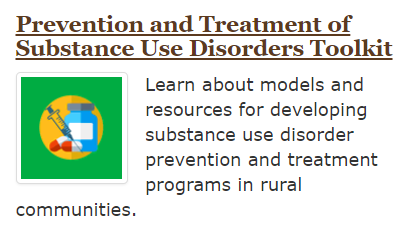 Prevention and Treatment of
Substance Use Disorders Toolkit
Learn about models and
resources for developing
substance use disorder
prevention and treatment
programs in rural
communities.